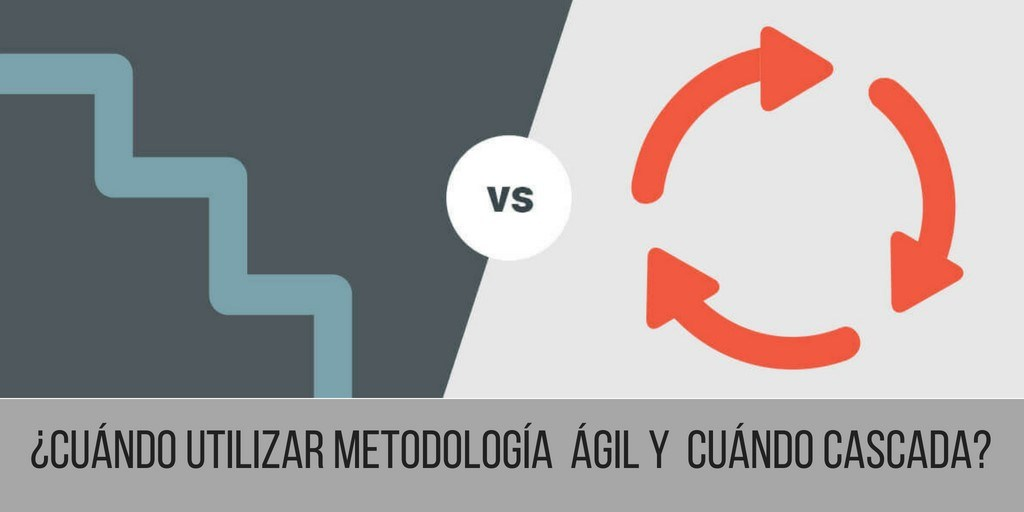 VS
¿CUÁNDO UTILIZAR METODOLOGÍA ÁGIL Y CUÁNDO CASCADA?